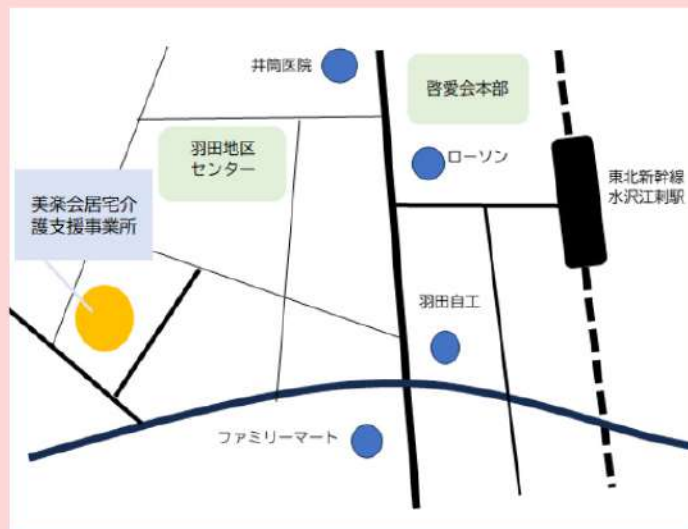 井筒医院
啓愛会本部
羽田地区
センター
ローソン
東北新幹線
水沢江刺駅
美楽会居宅介
護支援事業所
羽田自工
ファミリーマート